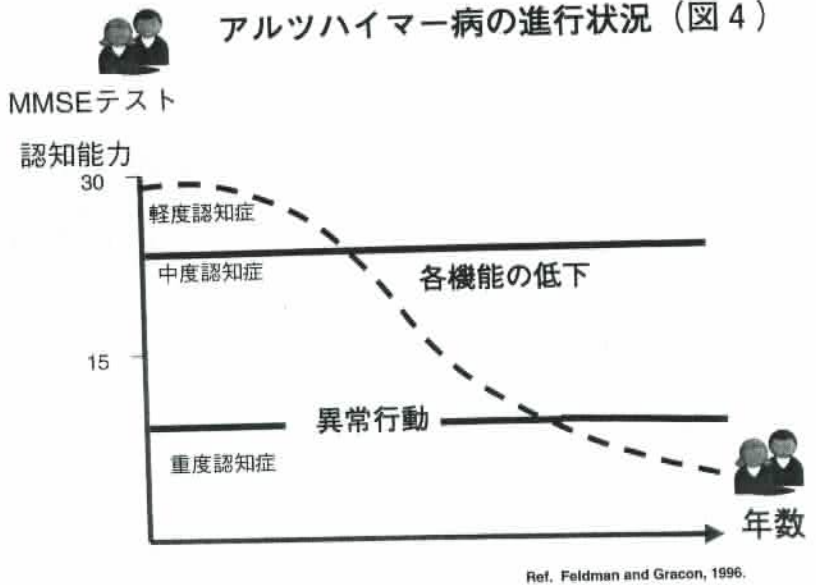 アルツハイマー病の進行状況（図4）
MMSEテスト
認知能力
30
軽度認知症
中度認知症
各機能の低下
15
異常行動
重度認知症
年数
Ref. Feldman and Gracon, 1996.